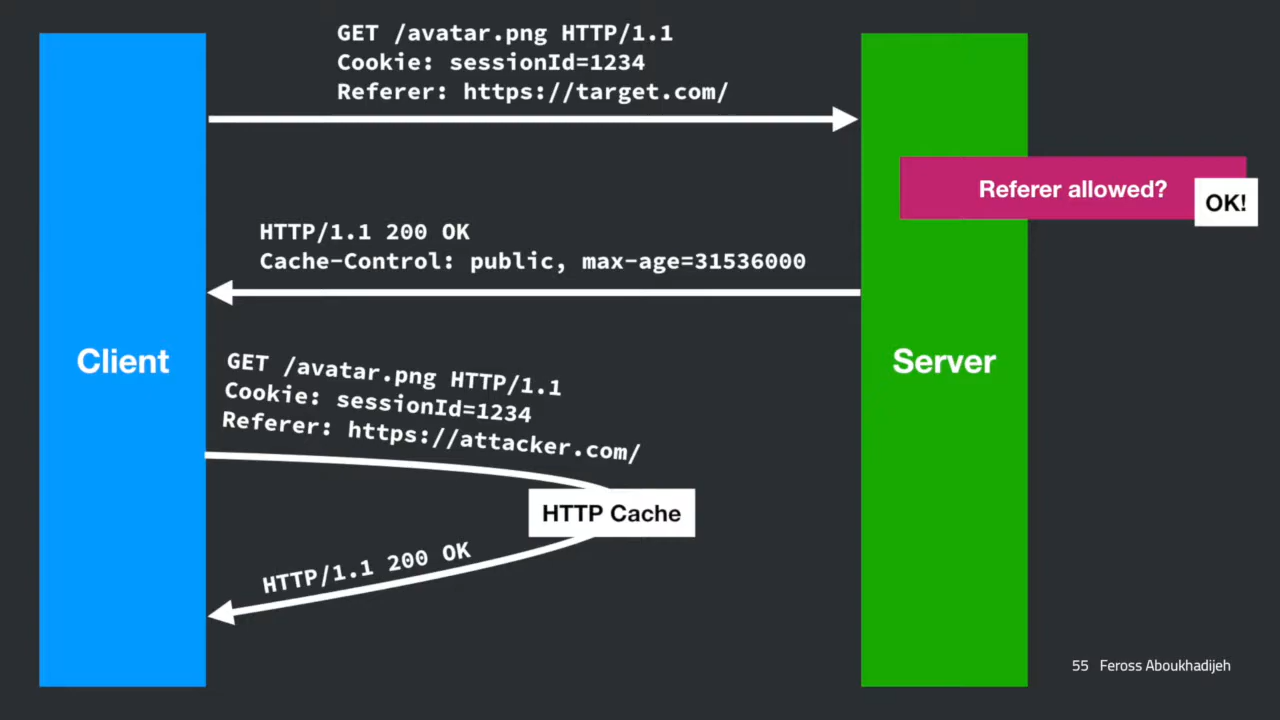 GET /avatar.png HTTP/1.1
Cookie: sessionId=1234
Referer: https://target.com/
Referer allowed?
OK!
HTTP/1.1 200 OK
Cache-Control: public, max-age=31536000
Client
Server
GET /avatar.png HTTP/1.1
Cookie: sessionId=1234
Referer: https://attacker.com/
HTTP Cache
HTTP/1.1 200 OK
55 Feross Aboukhadijeh